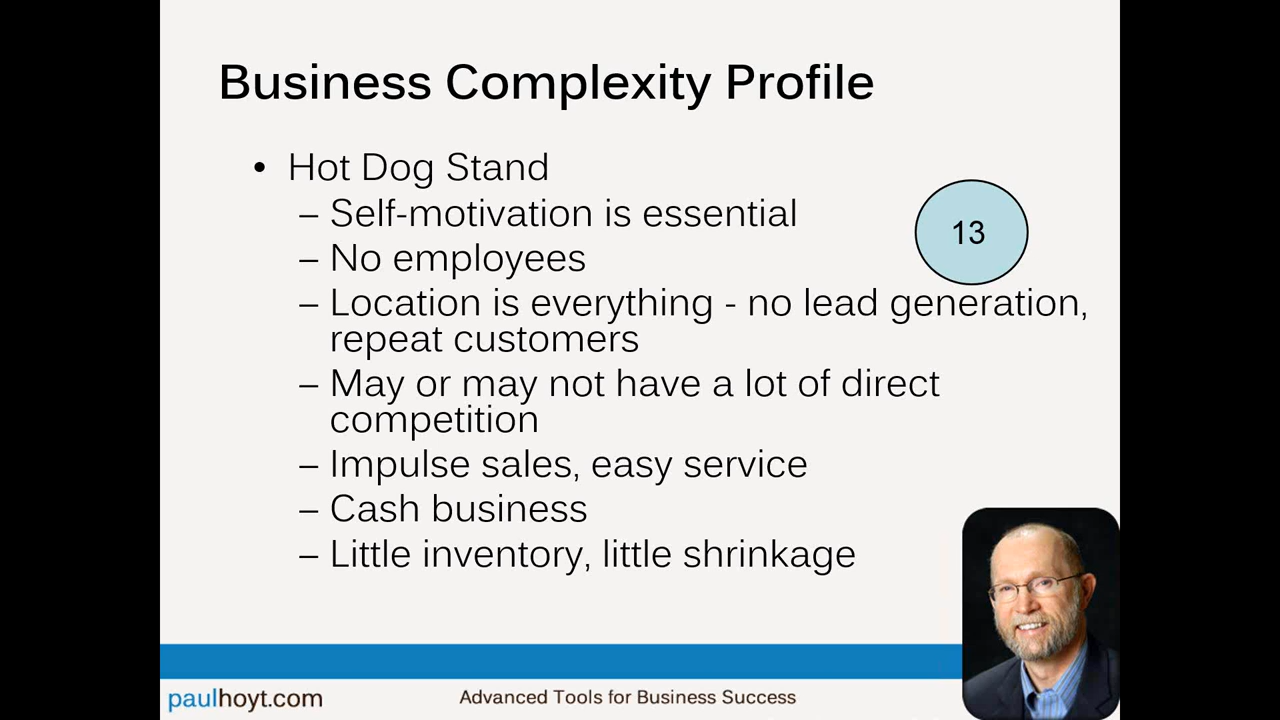 Business Complexity Profile
• Hot Dog Stand
– Self-motivation is essential
13
– No employees
– Location is everything - no lead generation,
repeat customers
– May or may not have a lot of direct
competition
– Impulse sales, easy service
– Cash business
– Little inventory, little shrinkage
paulhoyt.com
Advanced Tools for Business Success